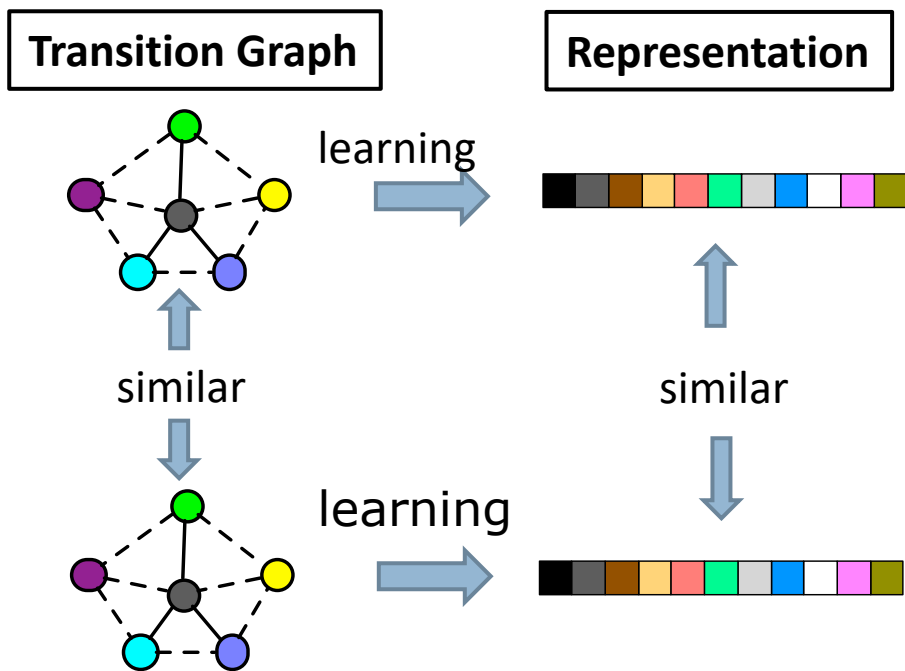 Transition Graph
Representation
learning
similar
similar
learning